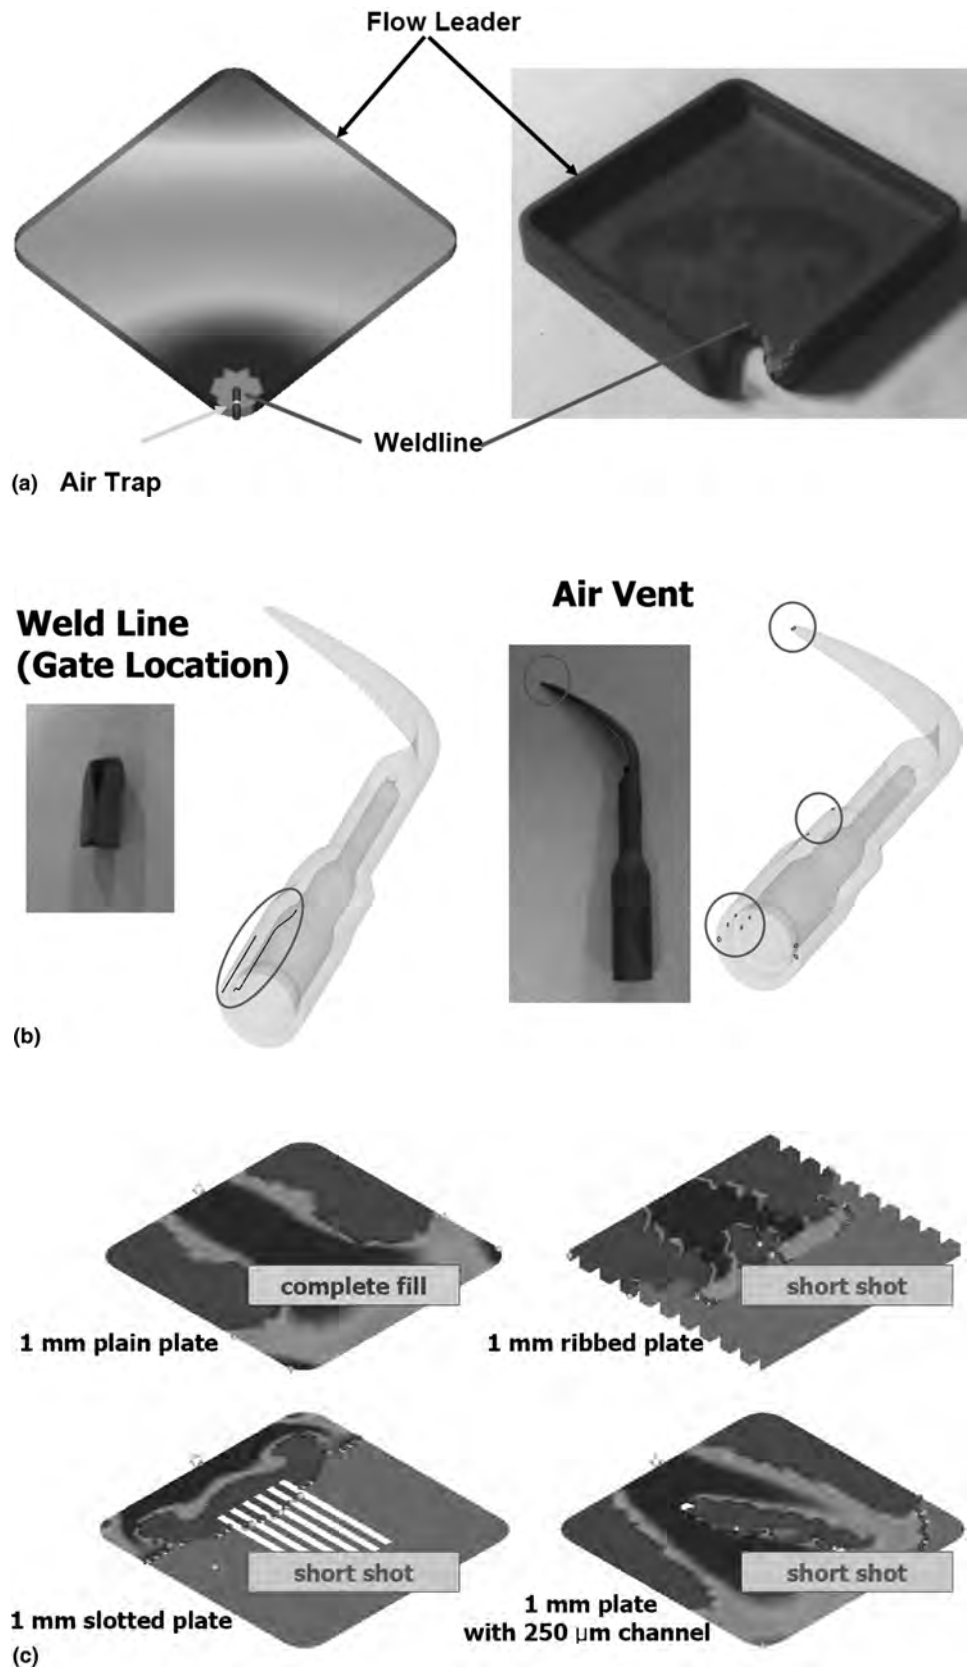 Flow Leader
Weldline
(a) Air Trap
Weld Line
(Gate Location)
Air Vent
(b)
complete fill
1 mm plain plate
short shot
1 mm ribbed plate
short shot
1 mm slotted plate
short shot
1 mm plate
with 250 µm channel
(c)